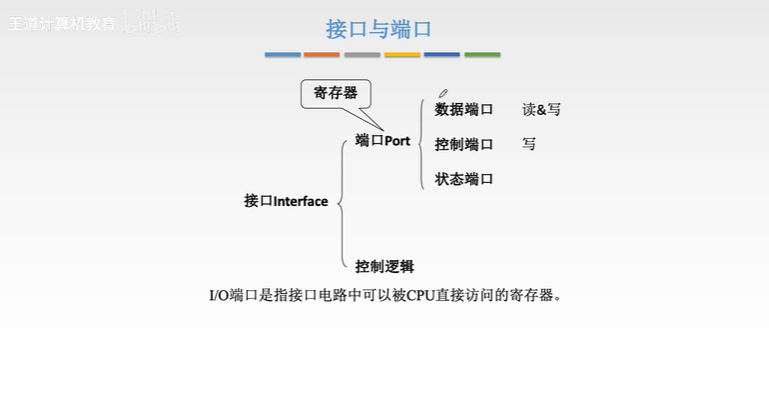 王道计算机教育
接口与端口
寄存器
数据端口 读&写
端口Port
控制端口 写
状态端口
接口Interface
控制逻辑
I/O端口是指接口电路中可以被CPU直接访问的寄存器。